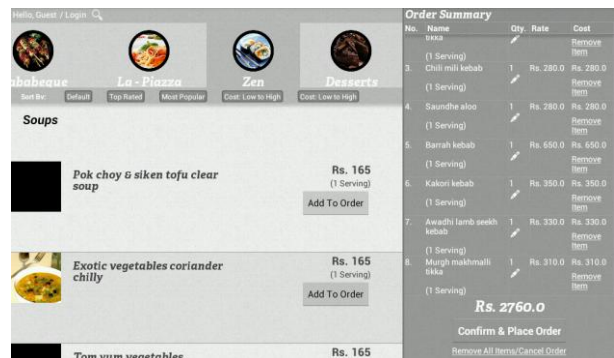 Hello, Guest / Login
ababeque
La - Piazza
Zen
Desserts
Sort By:
Default
Top Rated
Most Popular
Cost: Low to High
Cost: Low to High
Soups
Pok choy & siken tofu clear
soup
Rs. 165
(1 Serving)
Add To Order
Exotic vegetables coriander
chilly
Rs. 165
(1 Serving)
Add To Order
Tom yum vegetables
Rs. 165
Order Summary
No. Name Qty. Rate Cost
tikka
(1 Serving)
Remove
Item
3. Chili mili kebab 1 Rs. 280.0 Rs. 280.0
(1 Serving)
Remove
Item
4. Saundhe aloo 1 Rs. 280.0 Rs. 280.0
(1 Serving)
Remove
Item
5. Barrah kebab 1 Rs. 650.0 Rs. 650.0
(1 Serving)
Remove
Item
6. Kakori kebab 1 Rs. 350.0 Rs. 350.0
(1 Serving)
Remove
Item
7. Awadhi lamb seekh 1 Rs. 330.0 Rs. 330.0
kebab
(1 Serving)
Remove
Item
8. Murgh makhmalli 1 Rs. 310.0 Rs. 310.0
tikka
(1 Serving)
Remove
Item
Rs. 2760.0
Confirm & Place Order
Remove All Items/Cancel Order